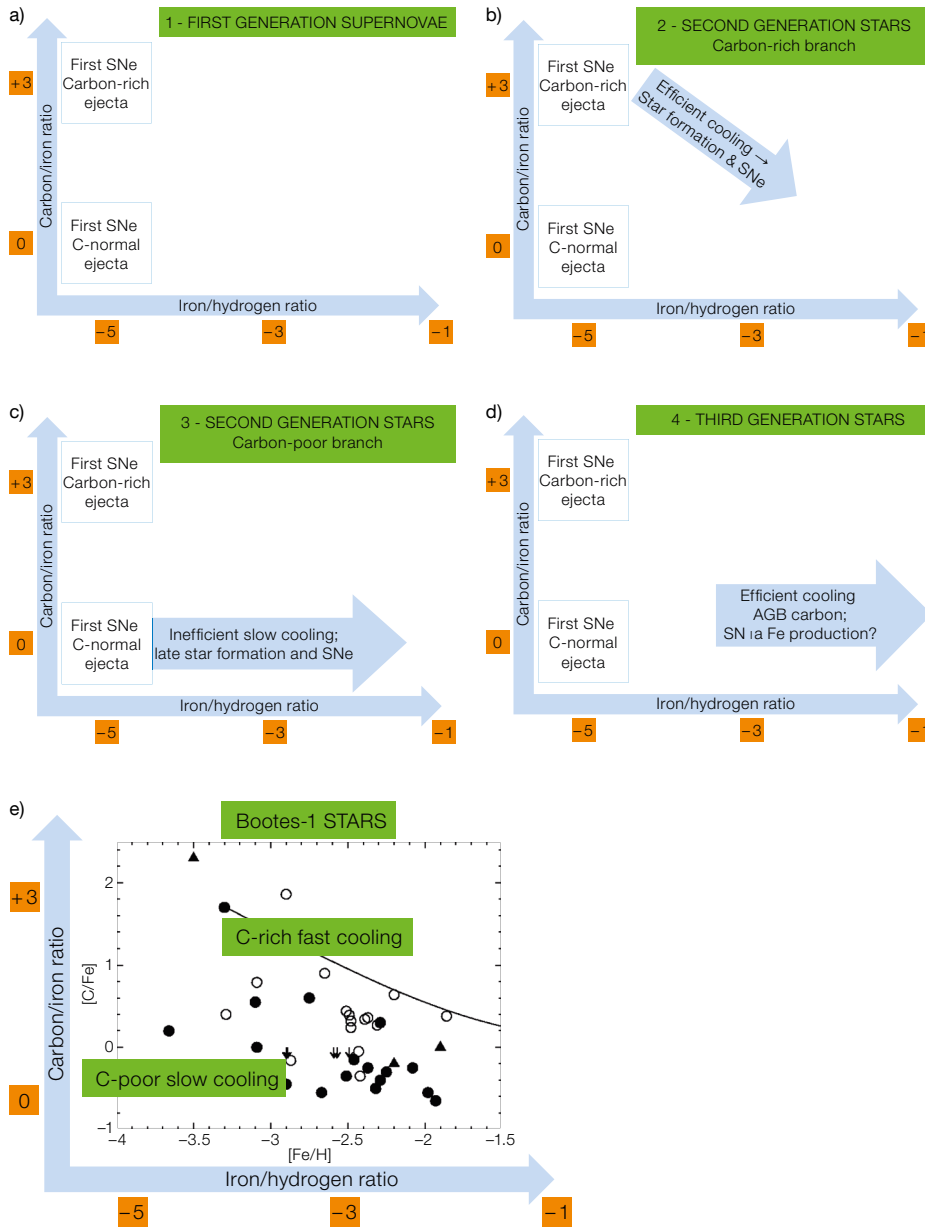 a)
1 - FIRST GENERATION SUPERNOVAE
+3
First SNe
Carbon-rich
ejecta
Carbon/iron ratio
0
First SNe
C-normal
ejecta
Iron/hydrogen ratio
−5
−3
−1
b)
2 - SECOND GENERATION STARS
Carbon-rich branch
+3
First SNe
Carbon-rich
ejecta
Efficient cooling →
Star formation & SNe
Carbon/iron ratio
0
First SNe
C-normal
ejecta
Iron/hydrogen ratio
−5
−3
−1
c)
3 - SECOND GENERATION STARS
Carbon-poor branch
+3
First SNe
Carbon-rich
ejecta
Carbon/iron ratio
0
First SNe
C-normal
ejecta
Inefficient slow cooling;
late star formation and SNe
Iron/hydrogen ratio
−5
−3
−1
d)
4 - THIRD GENERATION STARS
+3
First SNe
Carbon-rich
ejecta
Carbon/iron ratio
0
First SNe
C-normal
ejecta
Efficient cooling
AGB carbon;
SN Ia Fe production?
Iron/hydrogen ratio
−5
−3
−1
e)
Bootes-1 STARS
+3
Carbon/iron ratio
0
[C/Fe]
2
1
0
−1
C-rich fast cooling
C-poor slow cooling
−4
−3.5
−3
−2.5
−2
−1.5
[Fe/H]
Iron/hydrogen ratio
−5
−3
−1